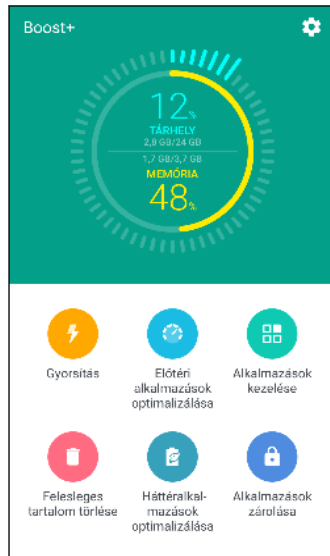 Boost+
12%
TÁRHELY
2,9 GB/24 GB
1,7 GB/3,7 GB
MEMÓRIA
48%
Gyorsítás
Előtéri
alkalmazások
optimalizálása
Alkalmazások
kezelése
Felesleges
tartalom törlése
Háttéralkal-
mazások
optimalizálása
Alkalmazások
zárolása